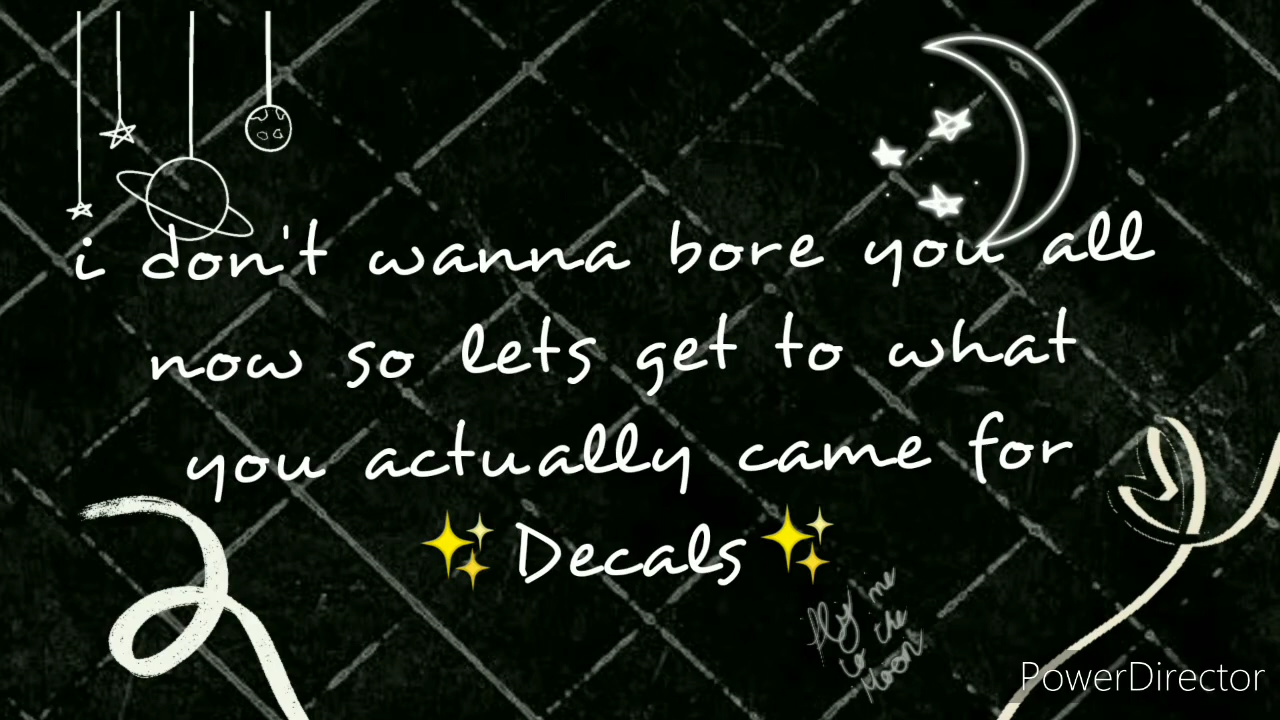 i don't wanna bore you all
now so lets get to what
you actually came for
✨Decals✨
fly me
to the
Moon
PowerDirector